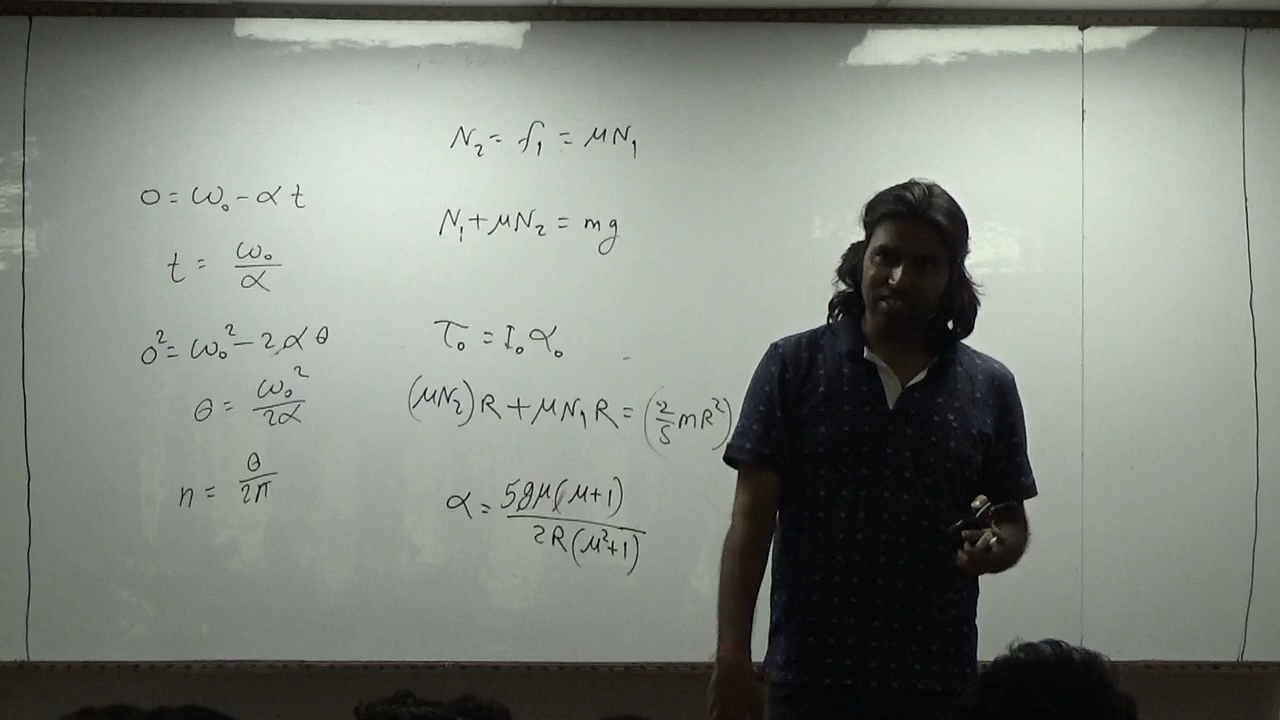 0 = ω₀ - αt
t = ω₀/α
0² = ω₀² - 2αθ
θ = ω₀²/2α
n = θ/2π
N₂ = f₁ = μN₁
N₁ + μN₂ = mg
τ₀ = I₀α₀
(μN₂)R + μN₁R = (2/5 mR²)
α = 5gμ(μ+1)/2R(μ²+1)